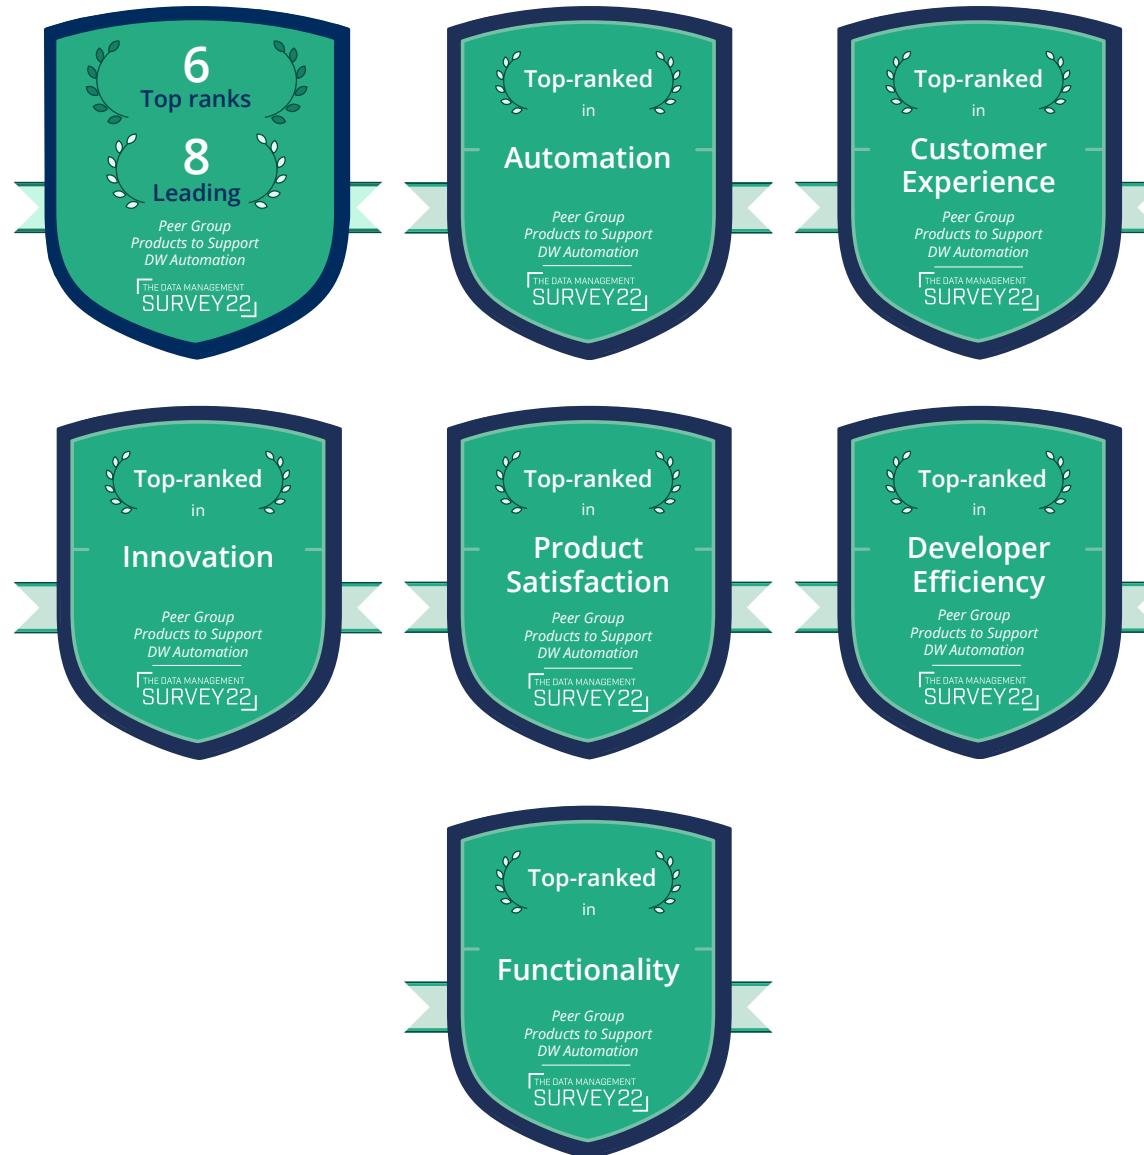 6
Top ranks
8
Leading
Peer Group
Products to Support
DW Automation
THE DATA MANAGEMENT
SURVEY22
Top-ranked
in
Automation
Peer Group
Products to Support
DW Automation
THE DATA MANAGEMENT
SURVEY22
Top-ranked
in
Customer
Experience
Peer Group
Products to Support
DW Automation
THE DATA MANAGEMENT
SURVEY22
Top-ranked
in
Innovation
Peer Group
Products to Support
DW Automation
THE DATA MANAGEMENT
SURVEY22
Top-ranked
in
Product
Satisfaction
Peer Group
Products to Support
DW Automation
THE DATA MANAGEMENT
SURVEY22
Top-ranked
in
Developer
Efficiency
Peer Group
Products to Support
DW Automation
THE DATA MANAGEMENT
SURVEY22
Top-ranked
in
Functionality
Peer Group
Products to Support
DW Automation
THE DATA MANAGEMENT
SURVEY22